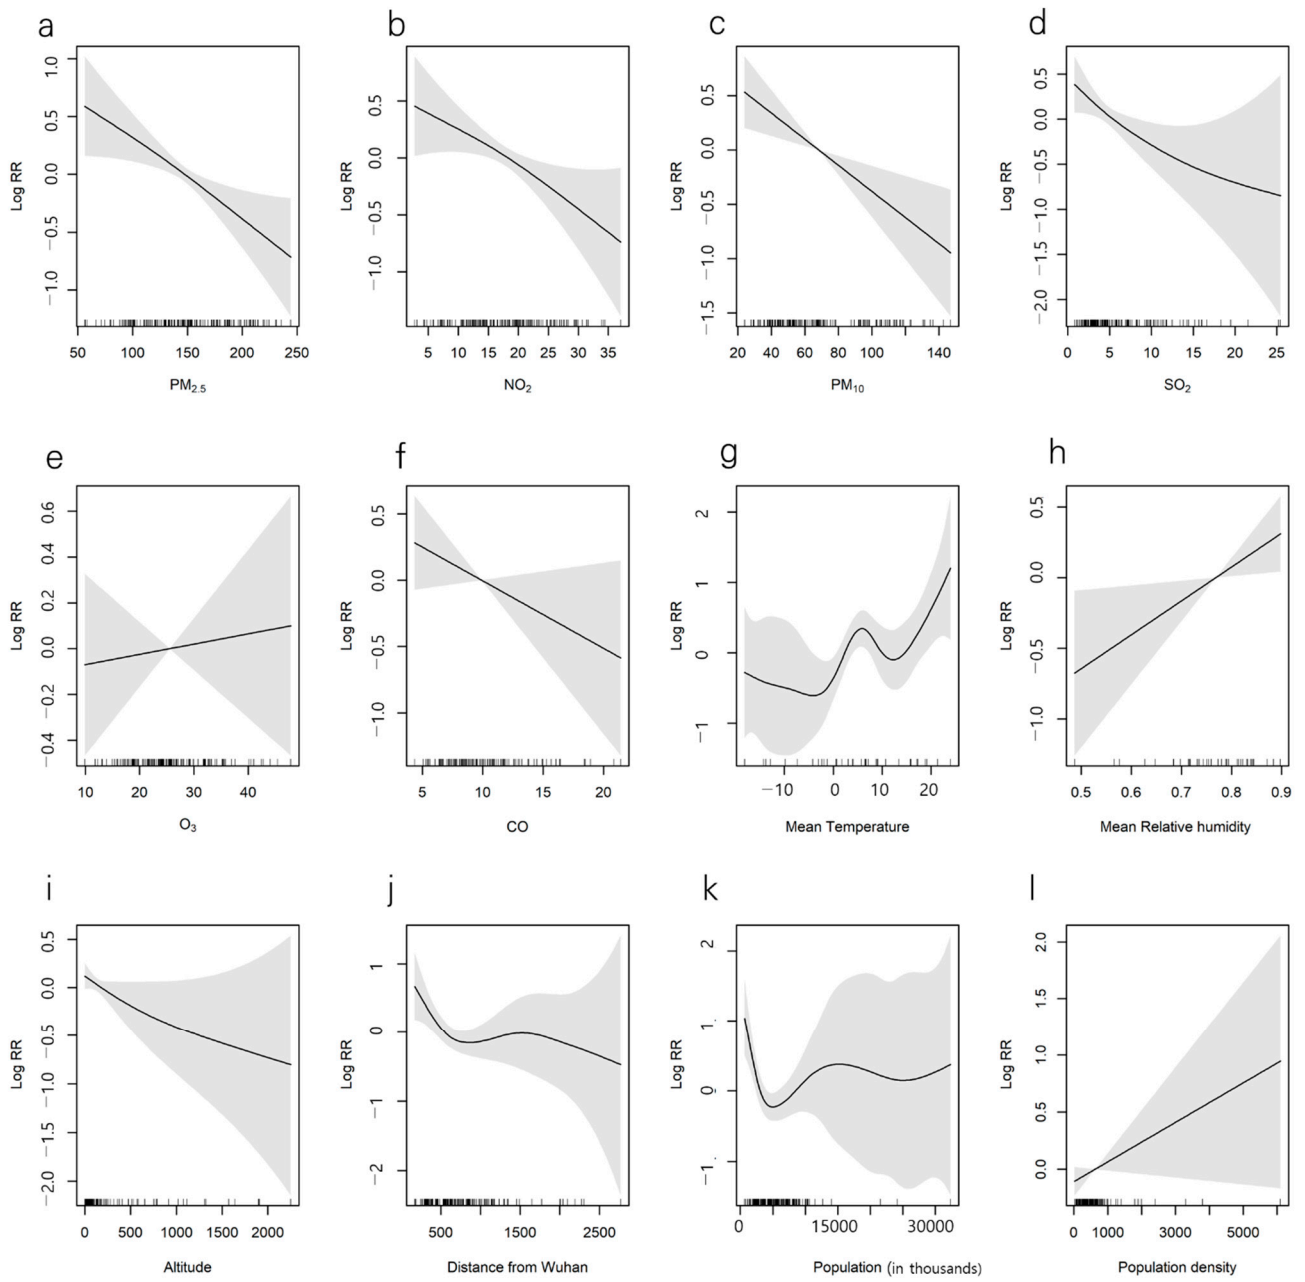 a
b
c
d
Log RR
−1.0 −0.5 0.0 0.5 1.0
50 100 150 200 250
PM2.5
Log RR
−1.0 −0.5 0.0 0.5
5 10 15 20 25 30 35
NO2
Log RR
−1.5 −1.0 −0.5 0.0 0.5
20 40 60 80 100 140
PM10
Log RR
−2.0 −1.5 −1.0 −0.5 0.0 0.5
0 5 10 15 20 25
SO2
e
f
g
h
Log RR
−0.4 −0.2 0.0 0.2 0.4 0.6
10 20 30 40
O3
Log RR
−1.0 −0.5 0.0 0.5
5 10 15 20
CO
Log RR
−1 0 1 2
−10 0 10 20
Mean Temperature
Log RR
−1.0 −0.5 0.0 0.5
0.5 0.6 0.7 0.8 0.9
Mean Relative humidity
i
j
k
l
Log RR
−2.0 −1.5 −1.0 −0.5 0.0 0.5
0 500 1000 2000
Altitude
Log RR
−2 −1 0 1
500 1500 2500
Distance from Wuhan
Log RR
−1 0 1 2
0 15000 30000
Population (in thousands)
Log RR
0.0 0.5 1.0 1.5 2.0
0 1000 3000 5000
Population density